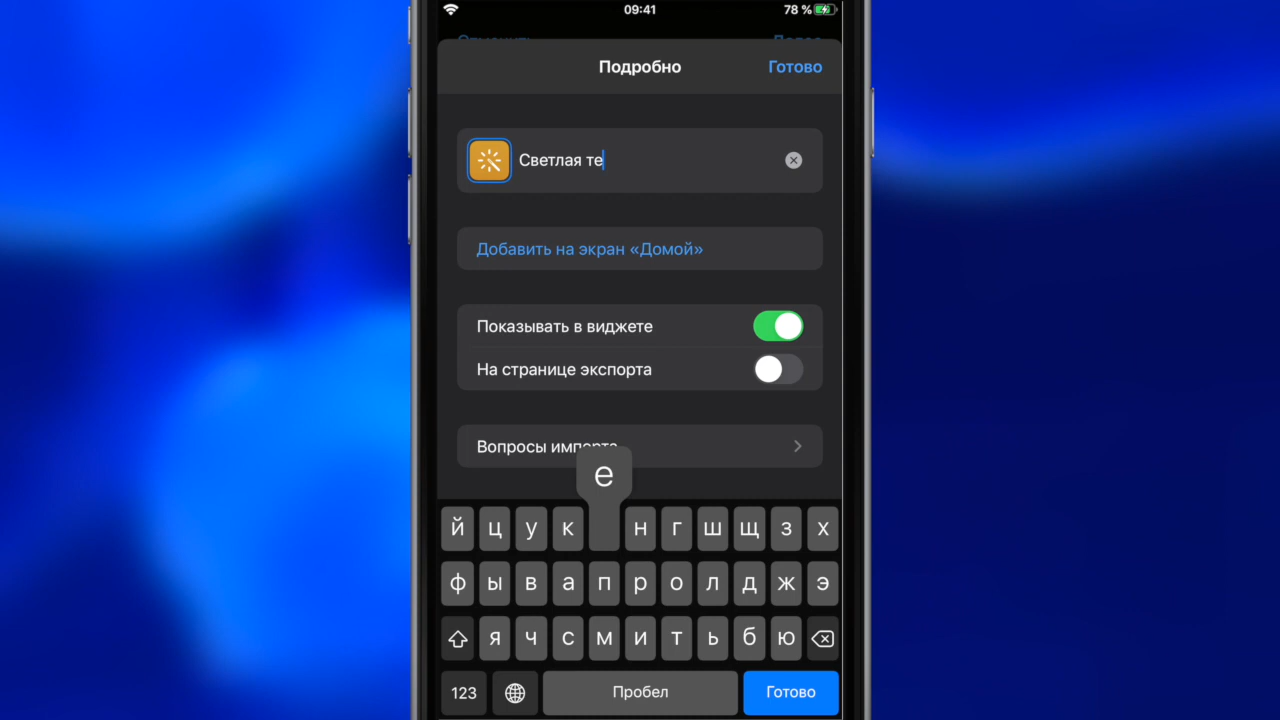 09:41
78 %
Подробно
Готово
Светлая те
Добавить на экран «Домой»
Показывать в виджете
На странице экспорта
Вопросы импорта
е
й ц у к н г ш щ з х
ф ы в а п р о л д ж э
я ч с м и т ь б ю
123
Пробел
Готово